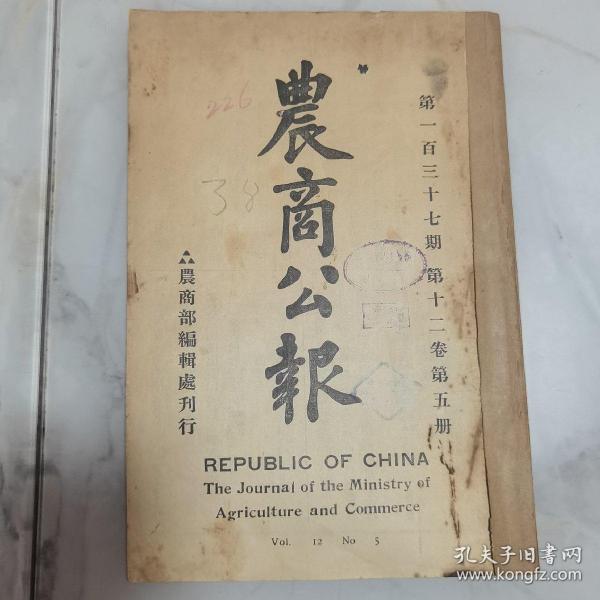 第一百三十七期 第十二卷第五册
農商公報
農商部編輯處刊行
226
38
REPUBLIC OF CHINA
The Journal of the Ministry of
Agriculture and Commerce
Vol. 12 No 5
孔夫子旧书网
www.kongfz.com